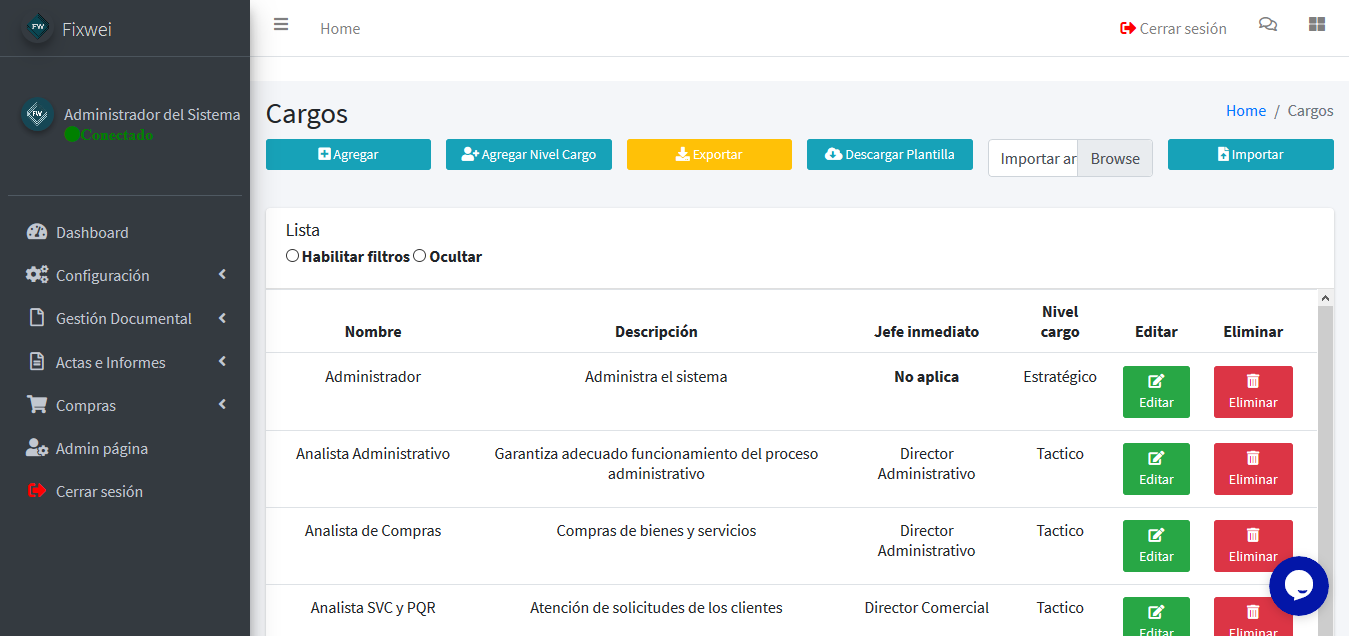 FW Fixwei
Home
Cerrar sesión
FW Administrador del Sistema
Conectado
Dashboard
Configuración
Gestión Documental
Actas e Informes
Compras
Admin página
Cerrar sesión
Cargos
Home / Cargos
Agregar Agregar Nivel Cargo Exportar Descargar Plantilla Importar ar Browse Importar
Lista
Habilitar filtros Ocultar
Nombre Descripción Jefe inmediato Nivel cargo Editar Eliminar
Administrador Administra el sistema No aplica Estratégico Editar Eliminar
Analista Administrativo Garantiza adecuado funcionamiento del proceso administrativo Director Administrativo Tactico Editar Eliminar
Analista de Compras Compras de bienes y servicios Director Administrativo Tactico Editar Eliminar
Analista SVC y PQR Atención de solicitudes de los clientes Director Comercial Tactico Editar Eliminar